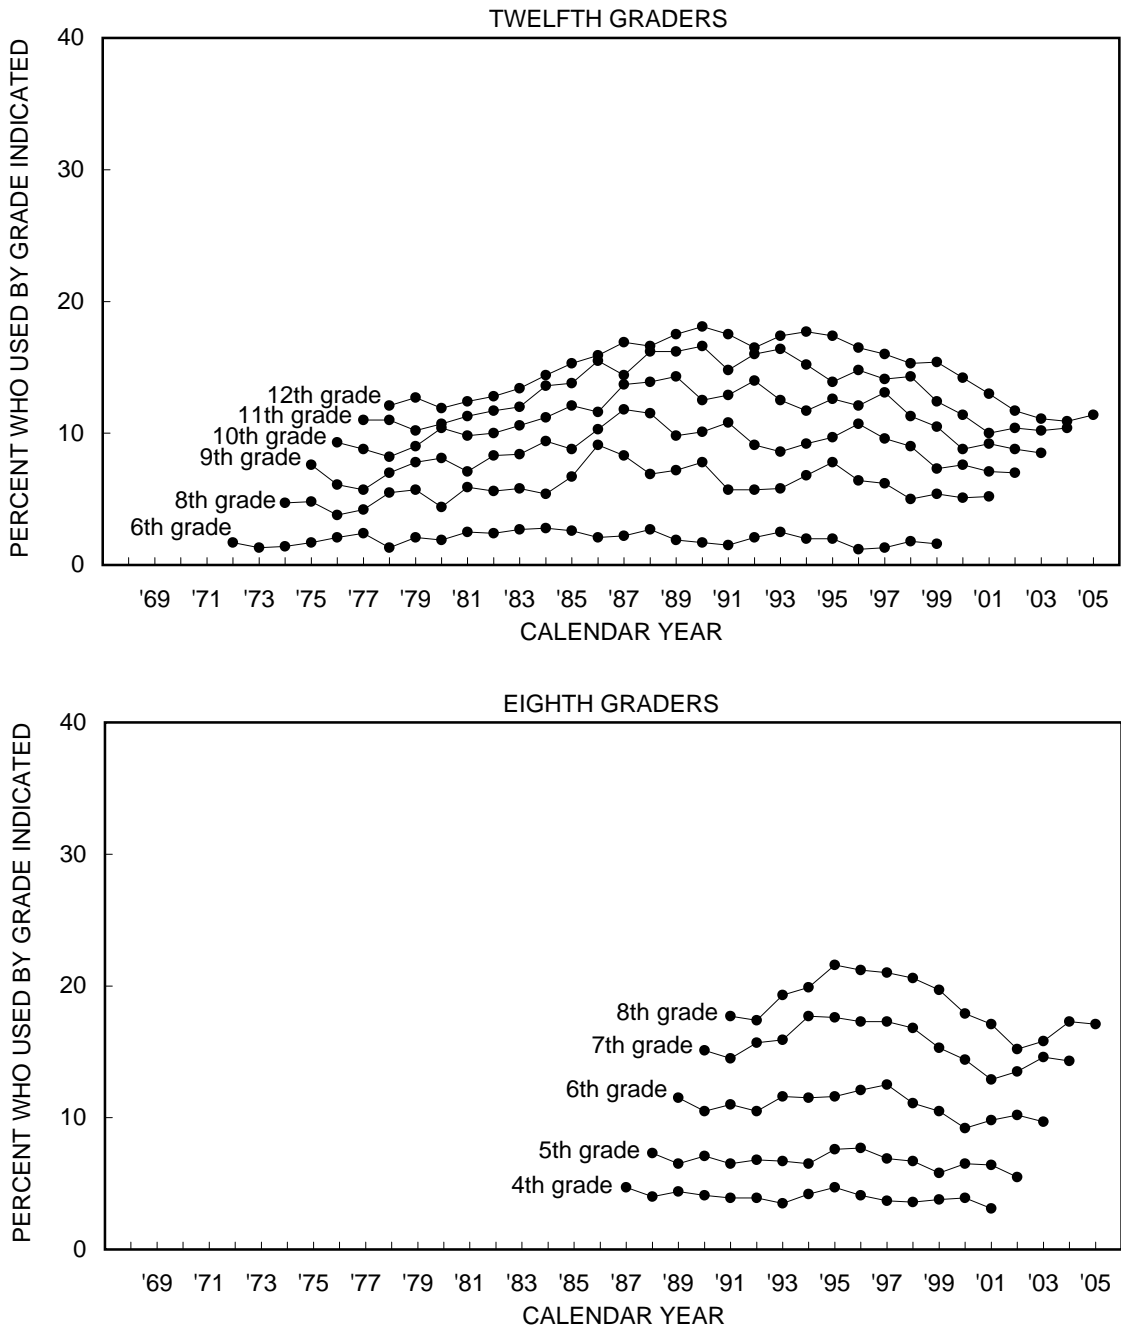 TWELFTH GRADERS
PERCENT WHO USED BY GRADE INDICATED
40
30
20
10
0
12th grade
11th grade
10th grade
9th grade
8th grade
6th grade
'69 '71 '73 '75 '77 '79 '81 '83 '85 '87 '89 '91 '93 '95 '97 '99 '01 '03 '05
CALENDAR YEAR
EIGHTH GRADERS
PERCENT WHO USED BY GRADE INDICATED
40
30
20
10
0
8th grade
7th grade
6th grade
5th grade
4th grade
'69 '71 '73 '75 '77 '79 '81 '83 '85 '87 '89 '91 '93 '95 '97 '99 '01 '03 '05
CALENDAR YEAR